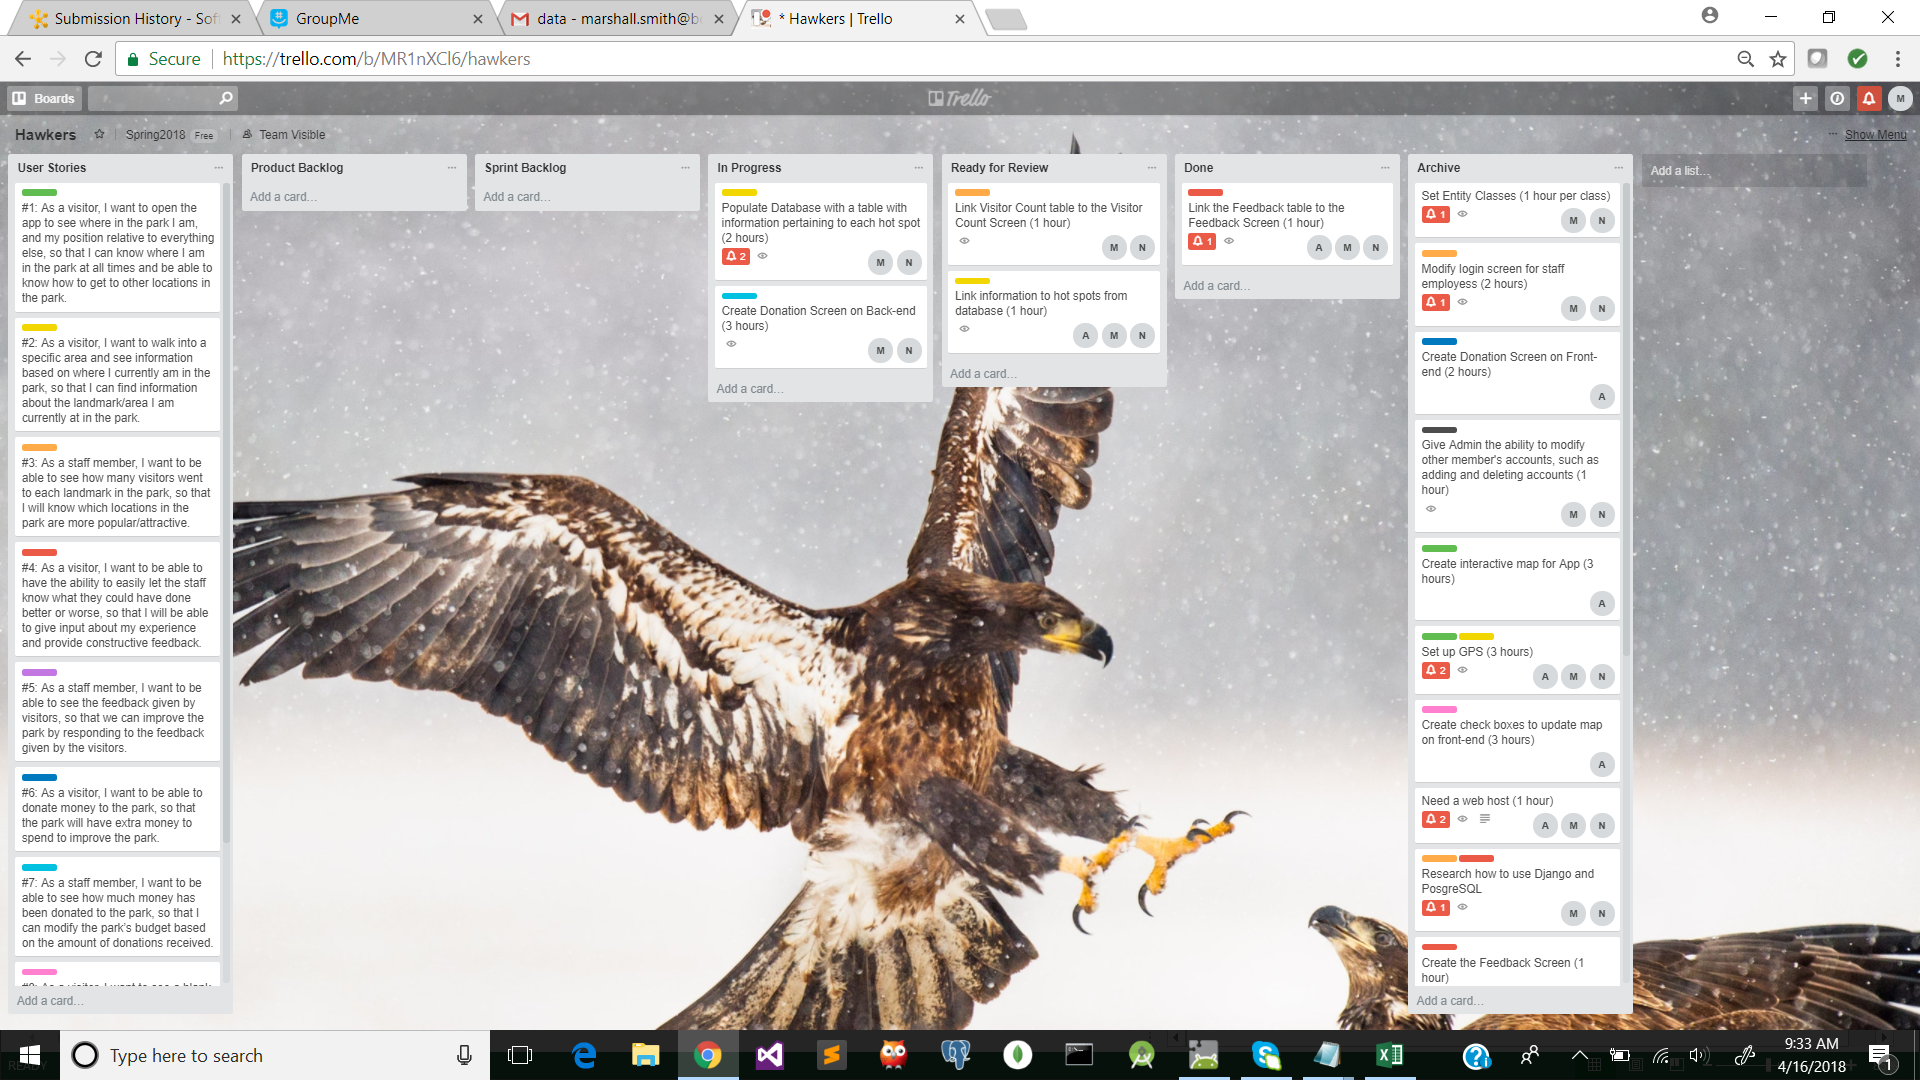 Submission History - Sof
GroupMe
data - marshall.smith@b
* Hawkers | Trello
Secure
https://trello.com/b/MR1nXCl6/hawkers
Boards
Trello
M
Hawkers
Spring2018
Free
Team Visible
... Show Menu
User Stories
#1: As a visitor, I want to open the
app to see where in the park I am,
and my position relative to everything
else, so that I can know where I am
in the park at all times and be able to
know how to get to other locations in
the park.
#2: As a visitor, I want to walk into a
specific area and see information
based on where I currently am in the
park, so that I can find information
about the landmark/area I am
currently at in the park.
#3: As a staff member, I want to be
able to see how many visitors went
to each landmark in the park, so that
I will know which locations in the
park are more popular/attractive.
#4: As a visitor, I want to be able to
have the ability to easily let the staff
know what they could have done
better or worse, so that I will be able
to give input about my experience
and provide constructive feedback.
#5: As a staff member, I want to be
able to see the feedback given by
visitors, so that we can improve the
park by responding to the feedback
given by the visitors.
#6: As a visitor, I want to be able to
donate money to the park, so that
the park will have extra money to
spend to improve the park.
#7: As a staff member, I want to be
able to see how much money has
been donated to the park, so that I
can modify the park's budget based
on the amount of donations received.
Add a card...
Product Backlog
Add a card...
Sprint Backlog
Add a card...
In Progress
Populate Database with a table with
information pertaining to each hot spot
(2 hours)
2
M N
Create Donation Screen on Back-end
(3 hours)
M N
Add a card...
Ready for Review
Link Visitor Count table to the Visitor
Count Screen (1 hour)
M N
Link information to hot spots from
database (1 hour)
A M N
Add a card...
Done
Link the Feedback table to the
Feedback Screen (1 hour)
1
A M N
Add a card...
Archive
Set Entity Classes (1 hour per class)
1
M N
Modify login screen for staff
employess (2 hours)
1
M N
Create Donation Screen on Front-
end (2 hours)
A
Give Admin the ability to modify
other member's accounts, such as
adding and deleting accounts (1
hour)
M N
Create interactive map for App (3
hours)
A
Set up GPS (3 hours)
2
A M N
Create check boxes to update map
on front-end (3 hours)
A
Need a web host (1 hour)
2
A M N
Research how to use Django and
PosgreSQL
1
M N
Create the Feedback Screen (1
hour)
Add a card...
Add a list...
Type here to search
9:33 AM
4/16/2018
1